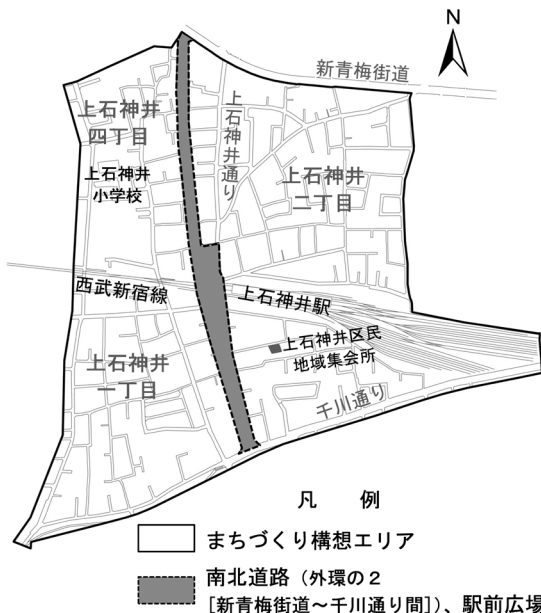 N
新青梅街道
上石神井通り
上石神井
四丁目
上石神井
小学校
上石神井
二丁目
西武新宿線
上石神井駅
上石神井区民
地域集会所
上石神井
一丁目
千川通り
凡 例
まちづくり構想エリア
南北道路（外環の2
[新青梅街道～千川通り間]）、駅前広場